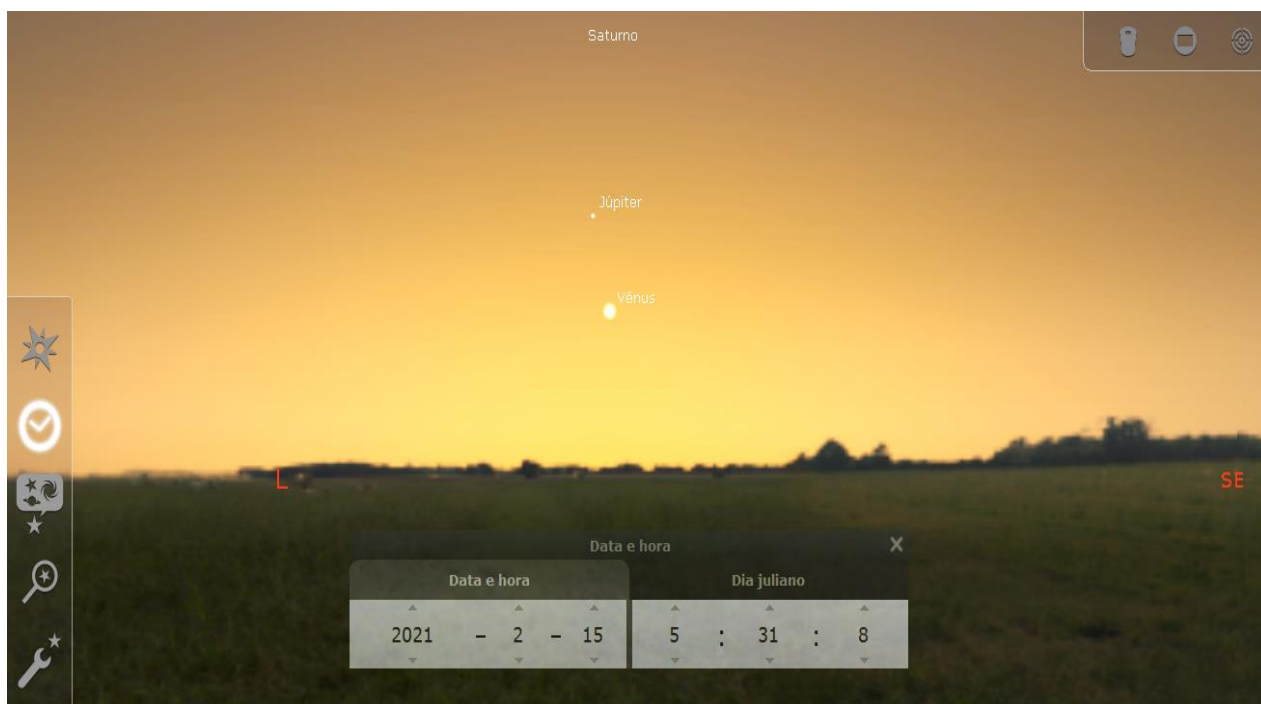 Saturno
Júpiter
Vênus
L
SE
Data e hora
Data e hora Dia juliano
2021 - 2 - 15 5 : 31 : 8